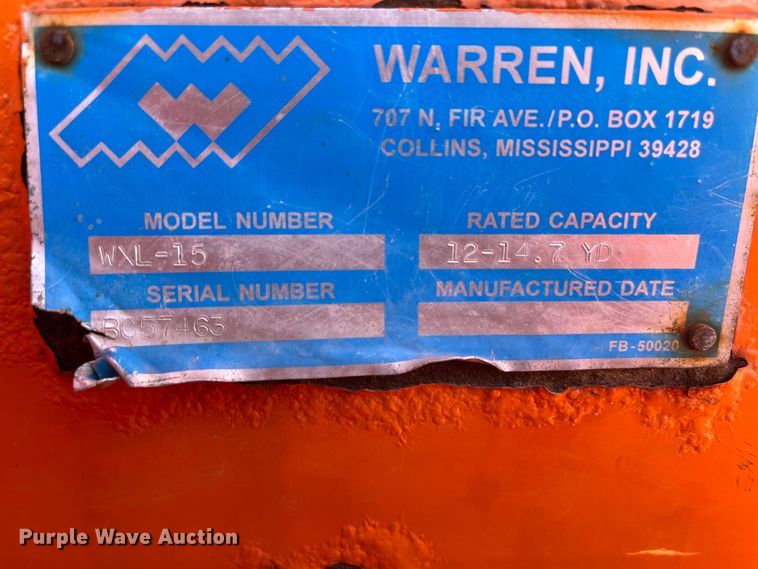 W
WARREN, INC.
707 N. FIR AVE./P.O. BOX 1719
COLLINS, MISSISSIPPI 39428
MODEL NUMBER
RATED CAPACITY
WXL-15
12-14.7 YD
SERIAL NUMBER
MANUFACTURED DATE
BC57463
FB-50020
Purple Wave Auction